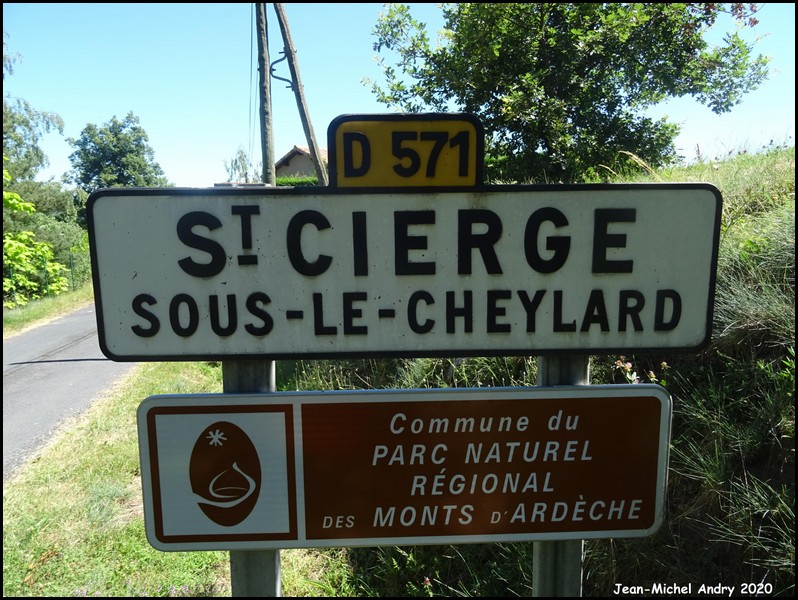 D 571
ST CIERGE
SOUS-LE-CHEYLARD
Commune du
PARC NATUREL
RÉGIONAL
DES MONTS D'ARDÈCHE
Jean-Michel Andry 2020